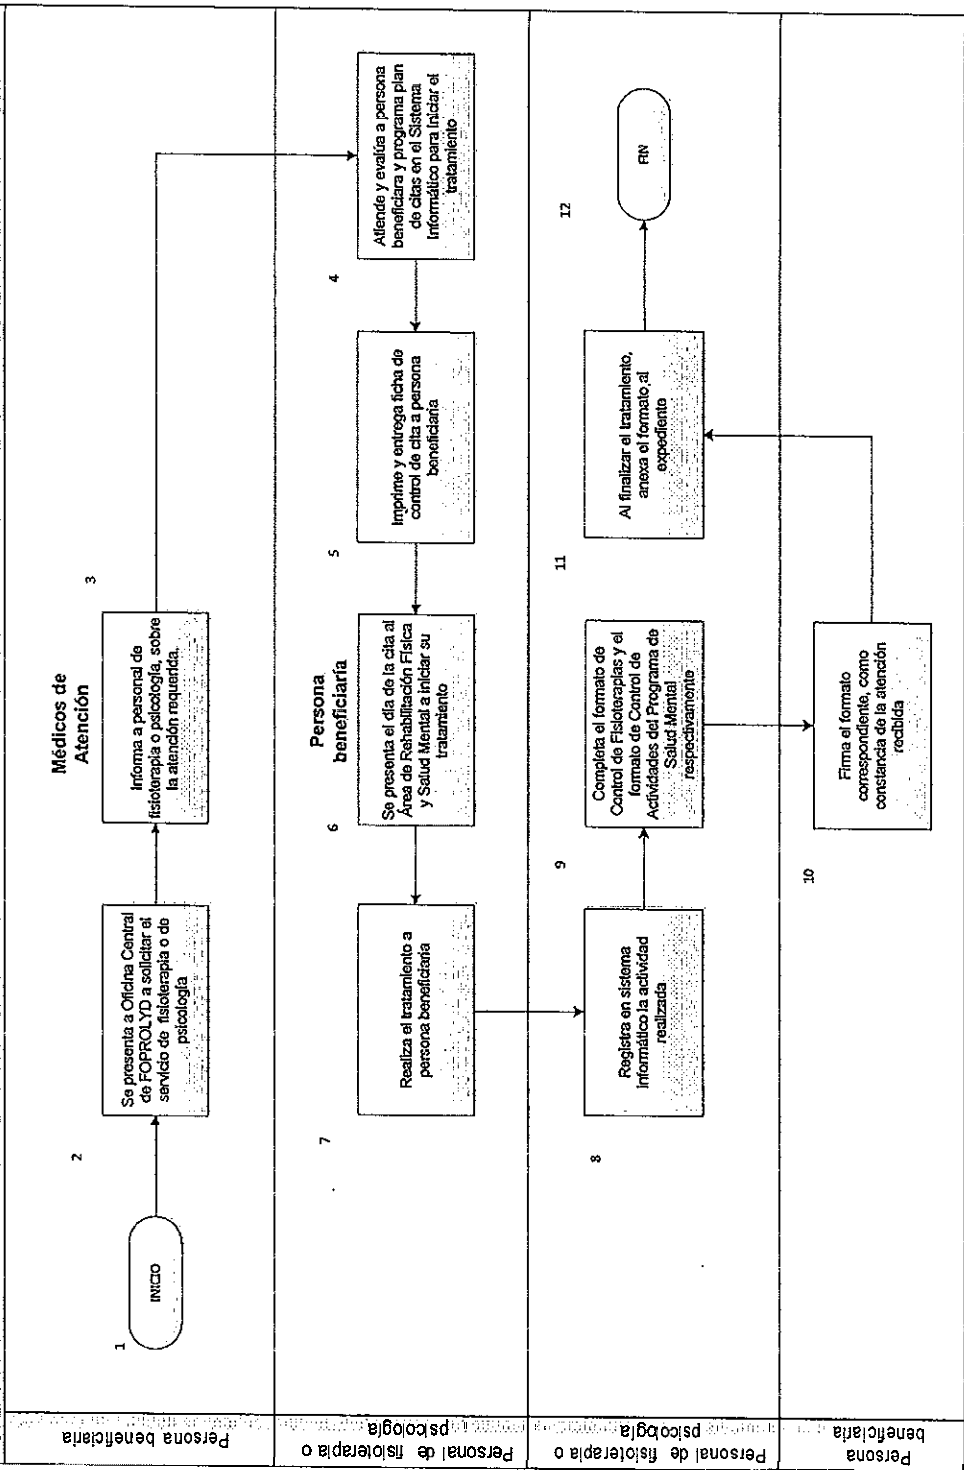 Persona beneficiaria
1
INICIO
2
Se presenta a Oficina Central
de FOPROLYD a solicitar el
servicio de fisioterapia o de
psicología
Médicos de
Atención
3
Informa a personal de
fisioterapia o psicología, sobre
la atención requerida.
Personal de fisioterapia o
psicología
4
Atiende y evalúa a persona
beneficiara y programa plan
de citas en el Sistema
Informático para iniciar el
tratamiento
5
Imprime y entrega ficha de
control de cita a persona
beneficiaria
Persona
beneficiaria
6
Se presenta el día de la cita al
Área de Rehabilitación Física
y Salud Mental a iniciar su
tratamiento
7
Realiza el tratamiento a
persona beneficiaria
Personal de fisioterapia o
psicología
8
Registra en sistema
informático la actividad
realizada
9
Completa el formato de
Control de Fisioterapias y el
formato de Control de
Actividades del Programa de
Salud Mental
respectivamente
Persona
beneficiaria
10
Firma el formato
correspondiente, como
constancia de la atención
recibida
11
Al finalizar el tratamiento,
anexa el formato al
expediente
12
FIN